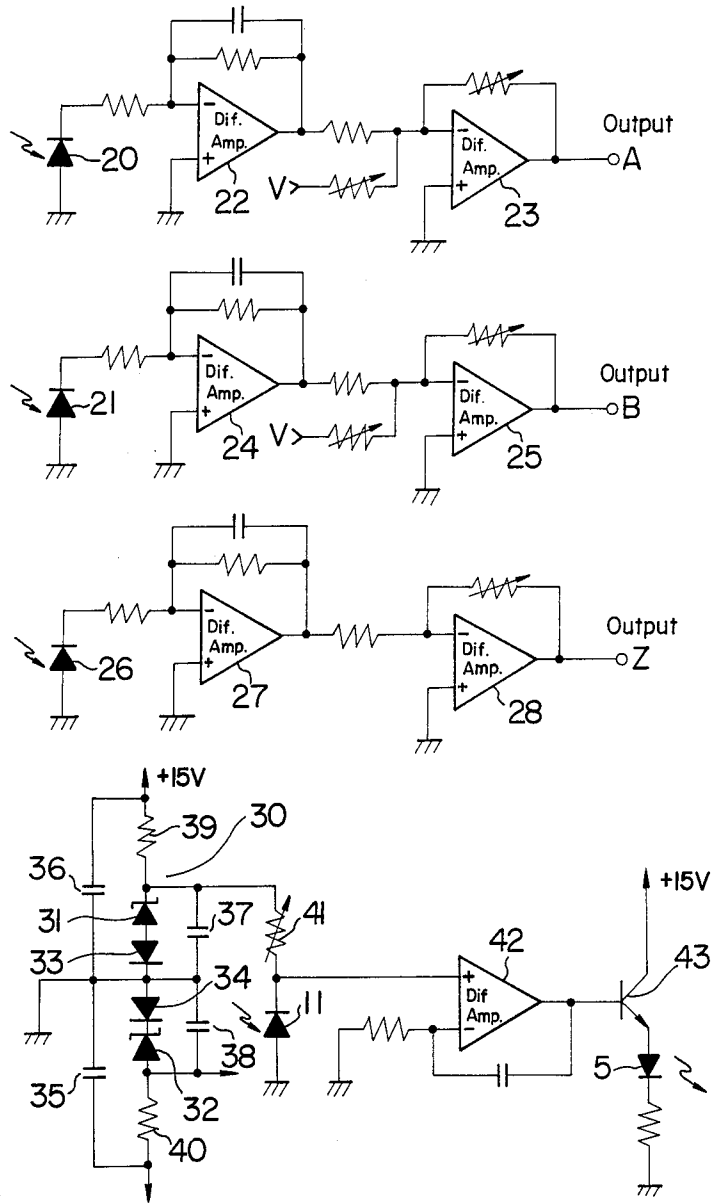 Dif.
Amp.
20
22
V
Dif.
Amp.
23
Output
A
Dif.
Amp.
21
24
V
Dif.
Amp.
25
Output
B
Dif.
Amp.
26
27
Dif.
Amp.
28
Output
Z
+15V
39
30
36
31
37
41
33
34
11
42
Dif
Amp.
+15V
43
35
38
32
40
5